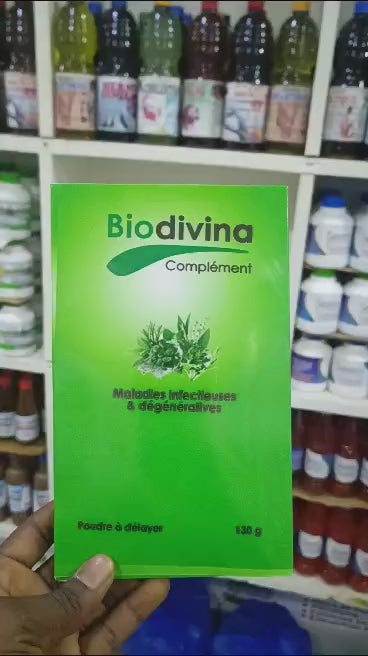 Biodivina
Complément
Maladies infectieuses
& dégénératives
Poudre à délayer
130 g